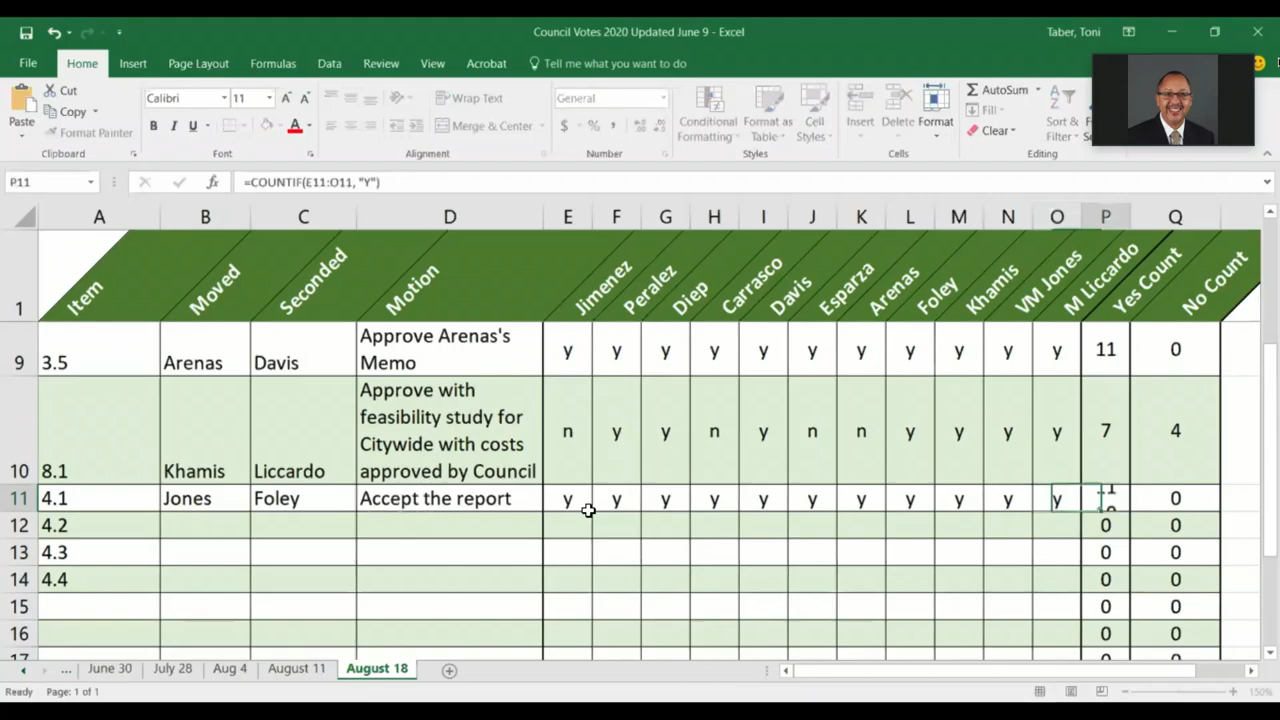 Council Votes 2020 Updated June 9 - Excel
Taber, Toni
File Home Insert Page Layout Formulas Data Review View Acrobat Tell me what you want to do
Paste
Cut
Copy
Format Painter
Clipboard
Calibri 11
B I U
Font
Wrap Text
Merge & Center
Alignment
General
$ % ,
Number
Conditional Formatting
Format as Table
Cell Styles
Styles
Insert Delete Format
Cells
AutoSum
Fill
Clear
Sort & Filter
Editing
P11 fx =COUNTIF(E11:O11, "Y")
A B C D E F G H I J K L M N O P Q
1 Item Moved Seconded Motion Jimenez Peralez Diep Carrasco Davis Esparza Arenas Foley Khamis VM Jones M Liccardo Yes Count No Count
9 3.5 Arenas Davis Approve Arenas's Memo y y y y y y y y y y y 11 0
10 8.1 Khamis Liccardo Approve with feasibility study for Citywide with costs approved by Council n y y n y n n y y y y 7 4
11 4.1 Jones Foley Accept the report y y y y y y y y y y y 0
12 4.2 0 0
13 4.3 0 0
14 4.4 0 0
15 0 0
16 0 0
17
... June 30 July 28 Aug 4 August 11 August 18
Ready Page: 1 of 1 150%